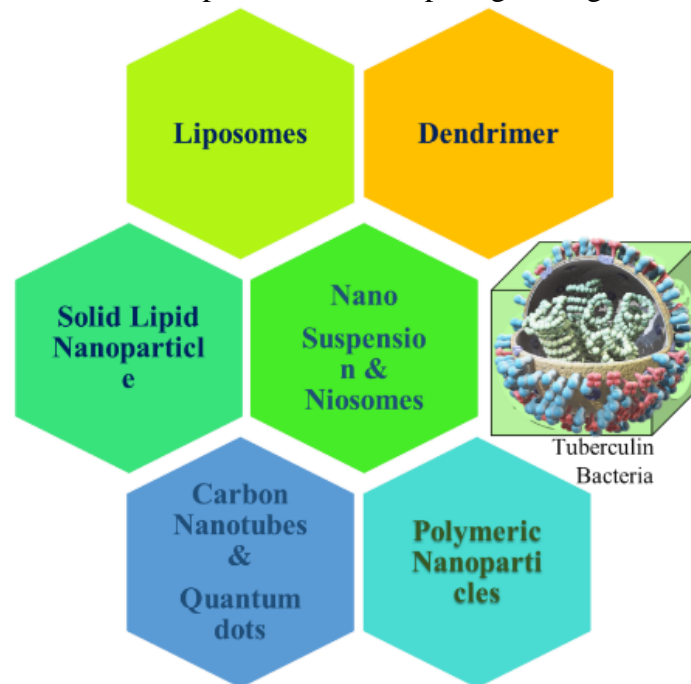 Liposomes
Dendrimer
Solid Lipid
Nanoparticl
e
Nano
Suspensio
n &
Niosomes
Tuberculin
Bacteria
Carbon
Nanotubes
&
Quantum
dots
Polymeric
Nanoparti
cles